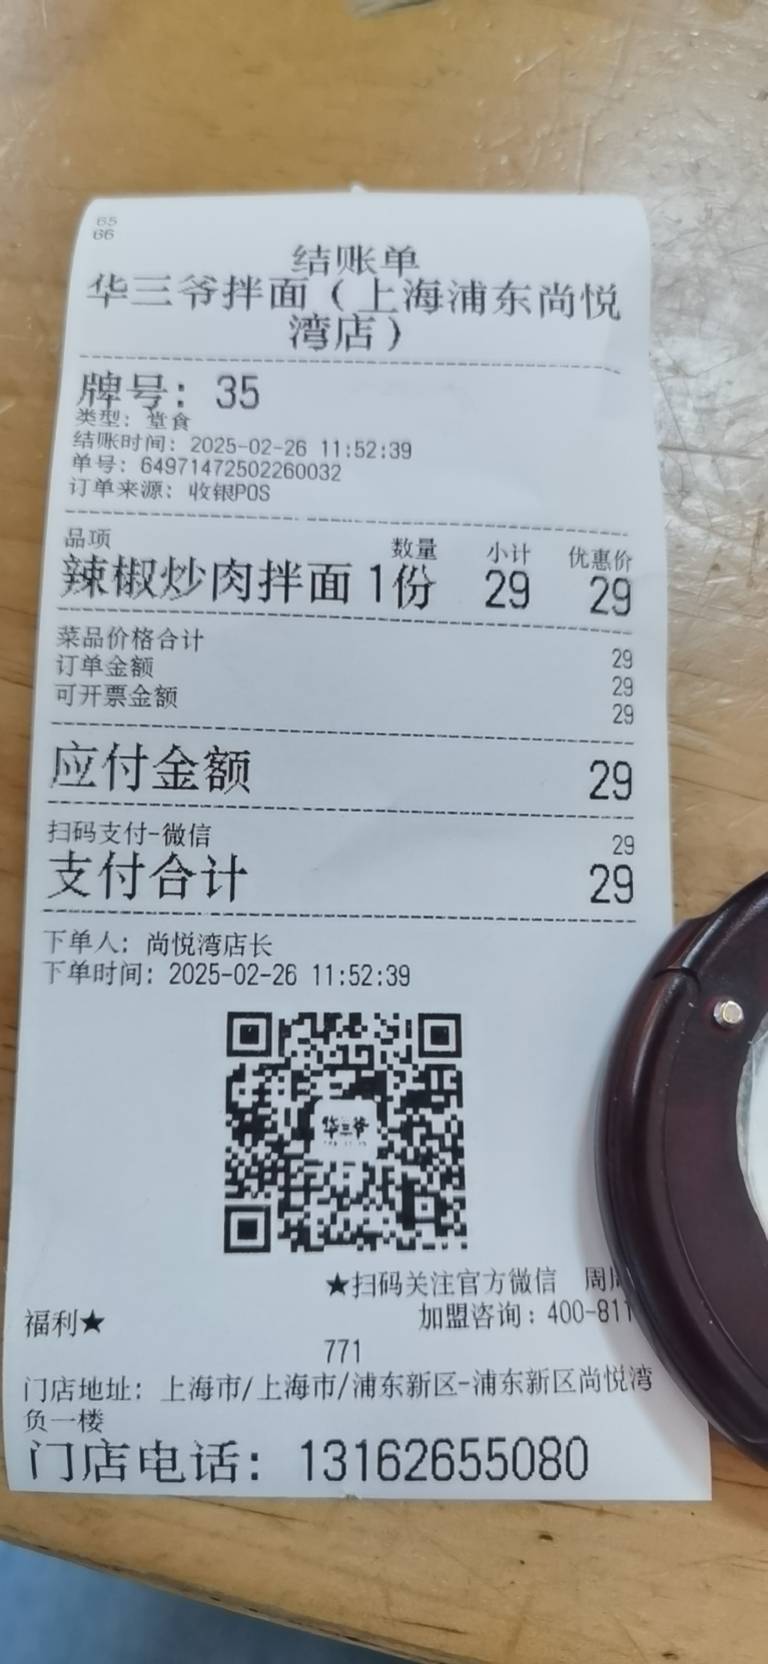 65
66
结账单
华三爷拌面（上海浦东尚悦
湾店）
牌号：35
类型：堂食
结账时间：2025-02-26 11:52:39
单号：64971472502260032
订单来源：收银POS
品项 数量 小计 优惠价
辣椒炒肉拌面 1份 29 29
菜品价格合计 29
订单金额 29
可开票金额 29
应付金额 29
扫码支付-微信 29
支付合计 29
下单人：尚悦湾店长
下单时间：2025-02-26 11:52:39
华三爷
★扫码关注官方微信 周
福利★ 加盟咨询：400-811
771
门店地址：上海市/上海市/浦东新区-浦东新区尚悦湾
负一楼
门店电话：13162655080